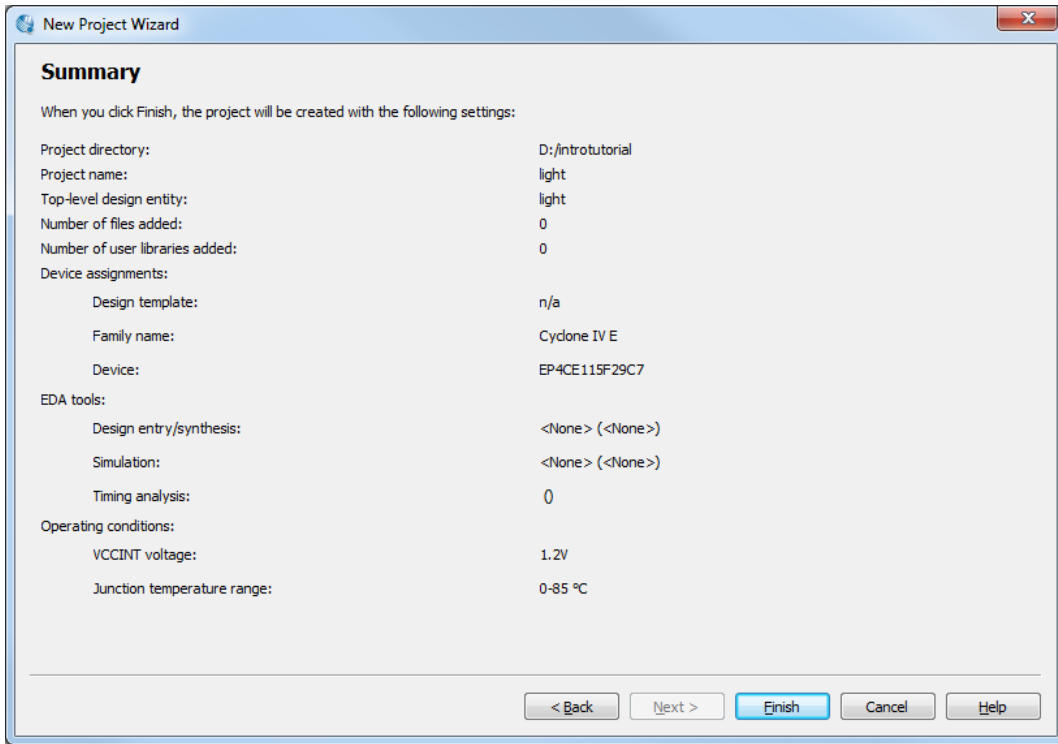 New Project Wizard
Summary
When you click Finish, the project will be created with the following settings:
Project directory: D:/introtutorial
Project name: light
Top-level design entity: light
Number of files added: 0
Number of user libraries added: 0
Device assignments:
Design template: n/a
Family name: Cyclone IV E
Device: EP4CE115F29C7
EDA tools:
Design entry/synthesis: <None> (<None>)
Simulation: <None> (<None>)
Timing analysis: ()
Operating conditions:
VCCINT voltage: 1.2V
Junction temperature range: 0-85 ºC
< Back Next > Finish Cancel Help